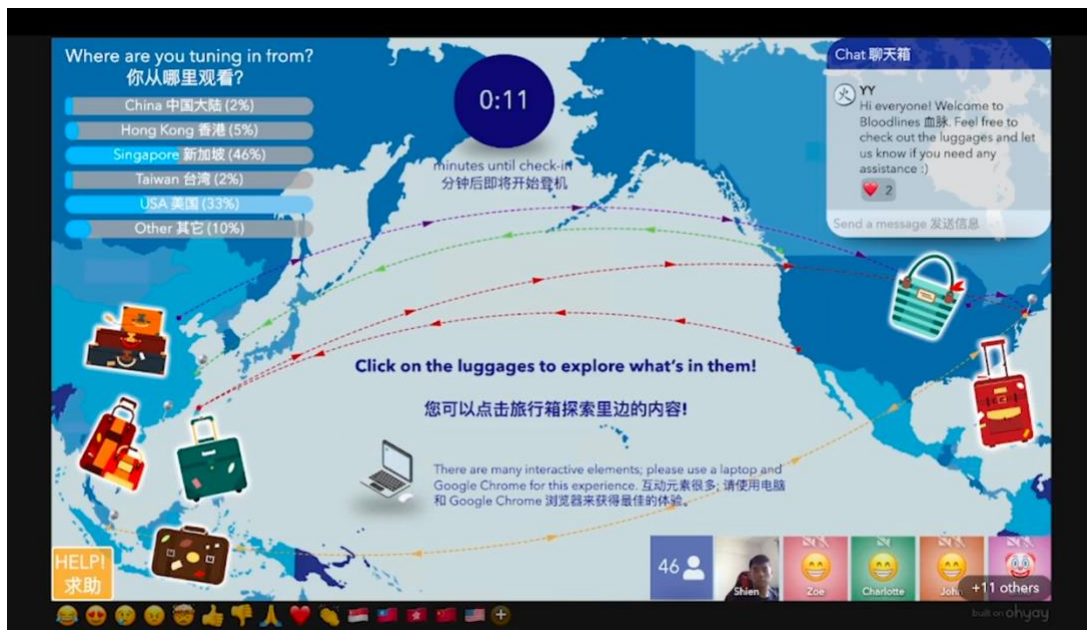 Where are you tuning in from?
你从哪里观看?
China 中国大陆 (2%)
Hong Kong 香港 (5%)
Singapore 新加坡 (46%)
Taiwan 台湾 (2%)
USA 美国 (33%)
Other 其它 (10%)
0:11
minutes until check-in
分钟后即将开始登机
Chat 聊天箱
火
YY
Hi everyone! Welcome to
Bloodlines 血脉. Feel free to
check out the luggages and let
us know if you need any
assistance :)
2
Send a message 发送信息
Click on the luggages to explore what's in them!
您可以点击旅行箱探索里边的内容!
There are many interactive elements; please use a laptop and
Google Chrome for this experience. 互动元素很多; 请使用电脑
和 Google Chrome 浏览器来获得最佳的体验。
HELP!
求助
46
Shien
Zoe
Charlotte
John
+11 others
built on ohyay